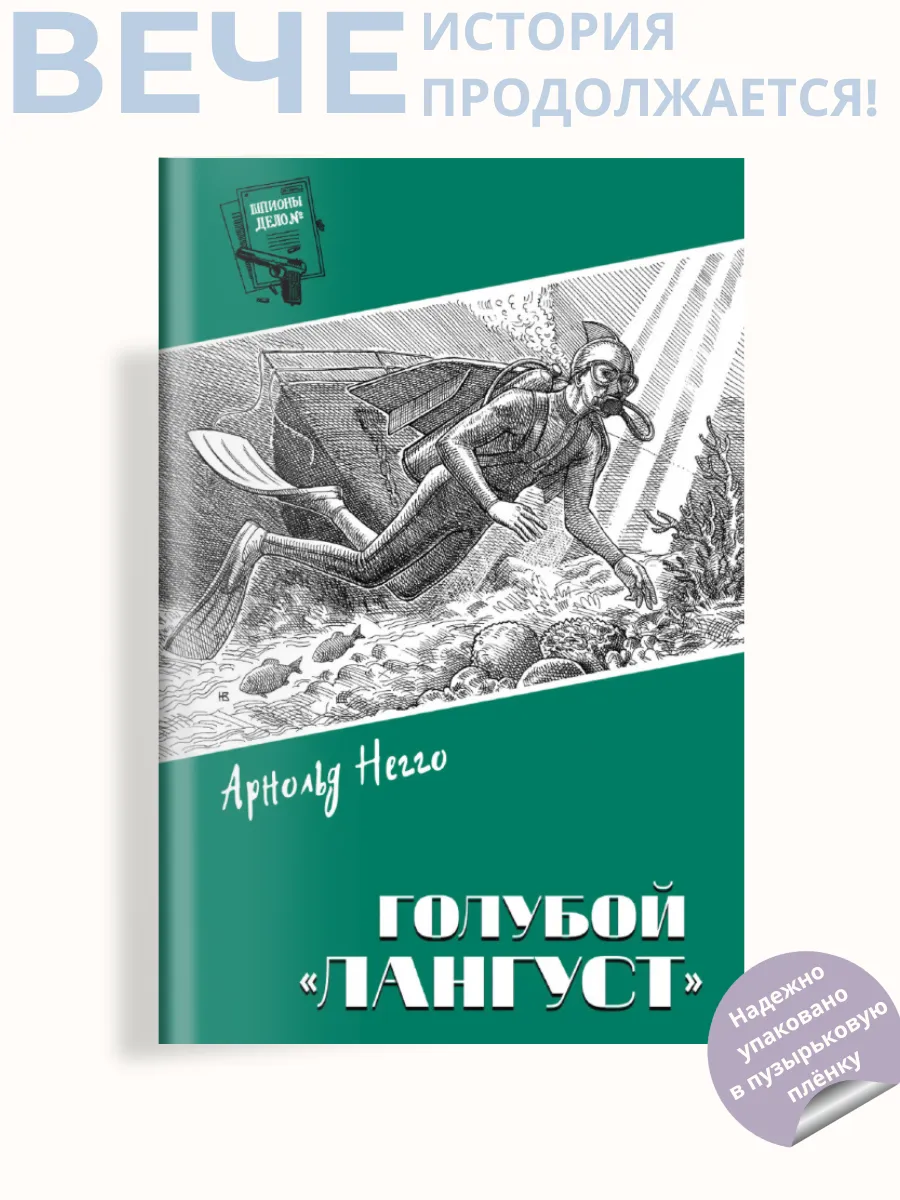 ВЕЧЕ
ИСТОРИЯ
ПРОДОЛЖАЕТСЯ!
ШПИОНЫ
ДЕЛО №
Арнольд Негго
ГОЛУБОЙ
«ЛАНГУСТ»
Надежно
упаковано
в пузырьковую
плёнку